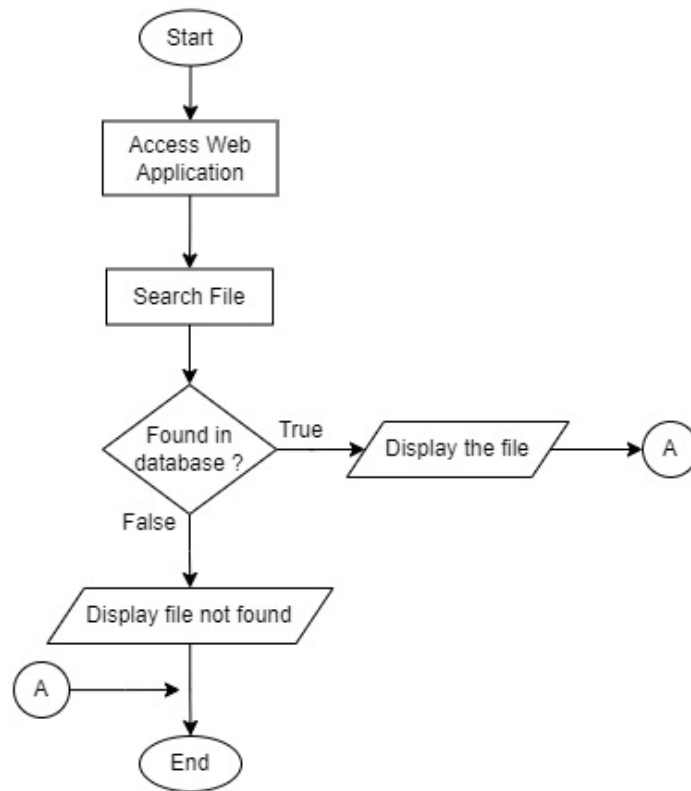 Start
Access Web
Application
Search File
Found in
database ?
True
Display the file
A
False
Display file not found
A
End